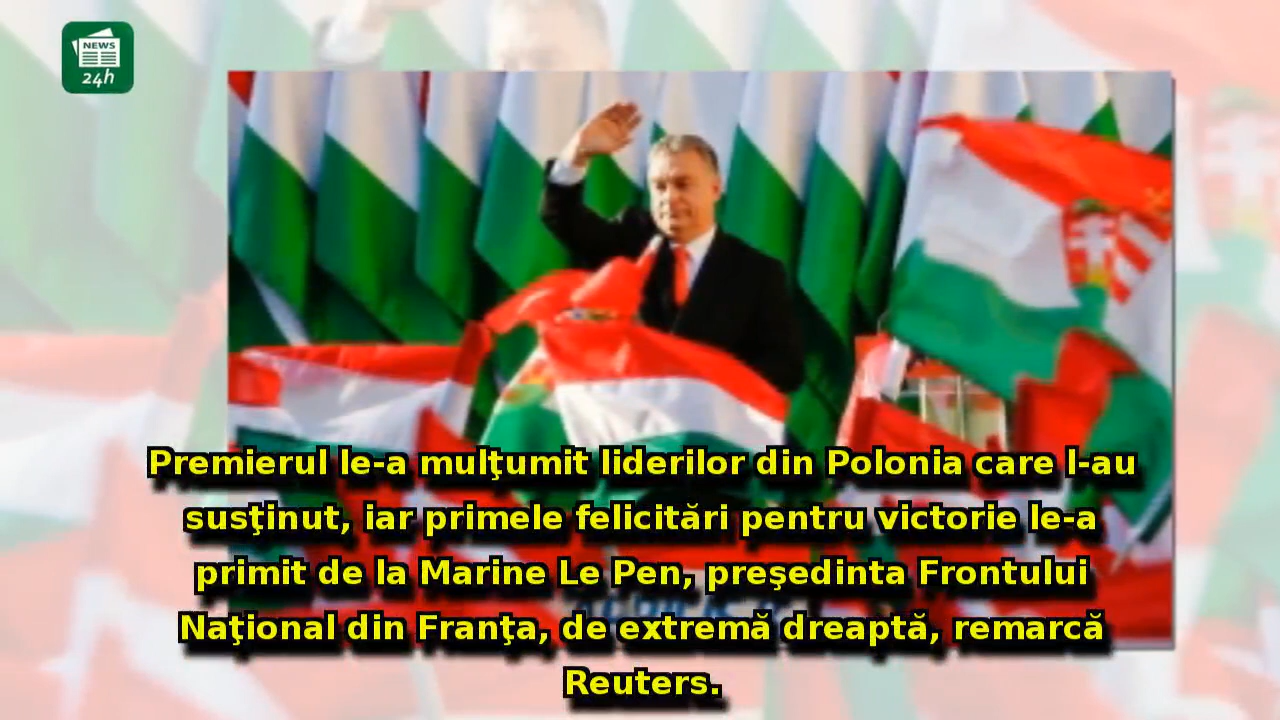 NEWS
24h
Premierul le-a mulţumit liderilor din Polonia care l-au
susţinut, iar primele felicitări pentru victorie le-a
primit de la Marine Le Pen, preşedinta Frontului
Naţional din Franţa, de extremă dreaptă, remarcă
Reuters.